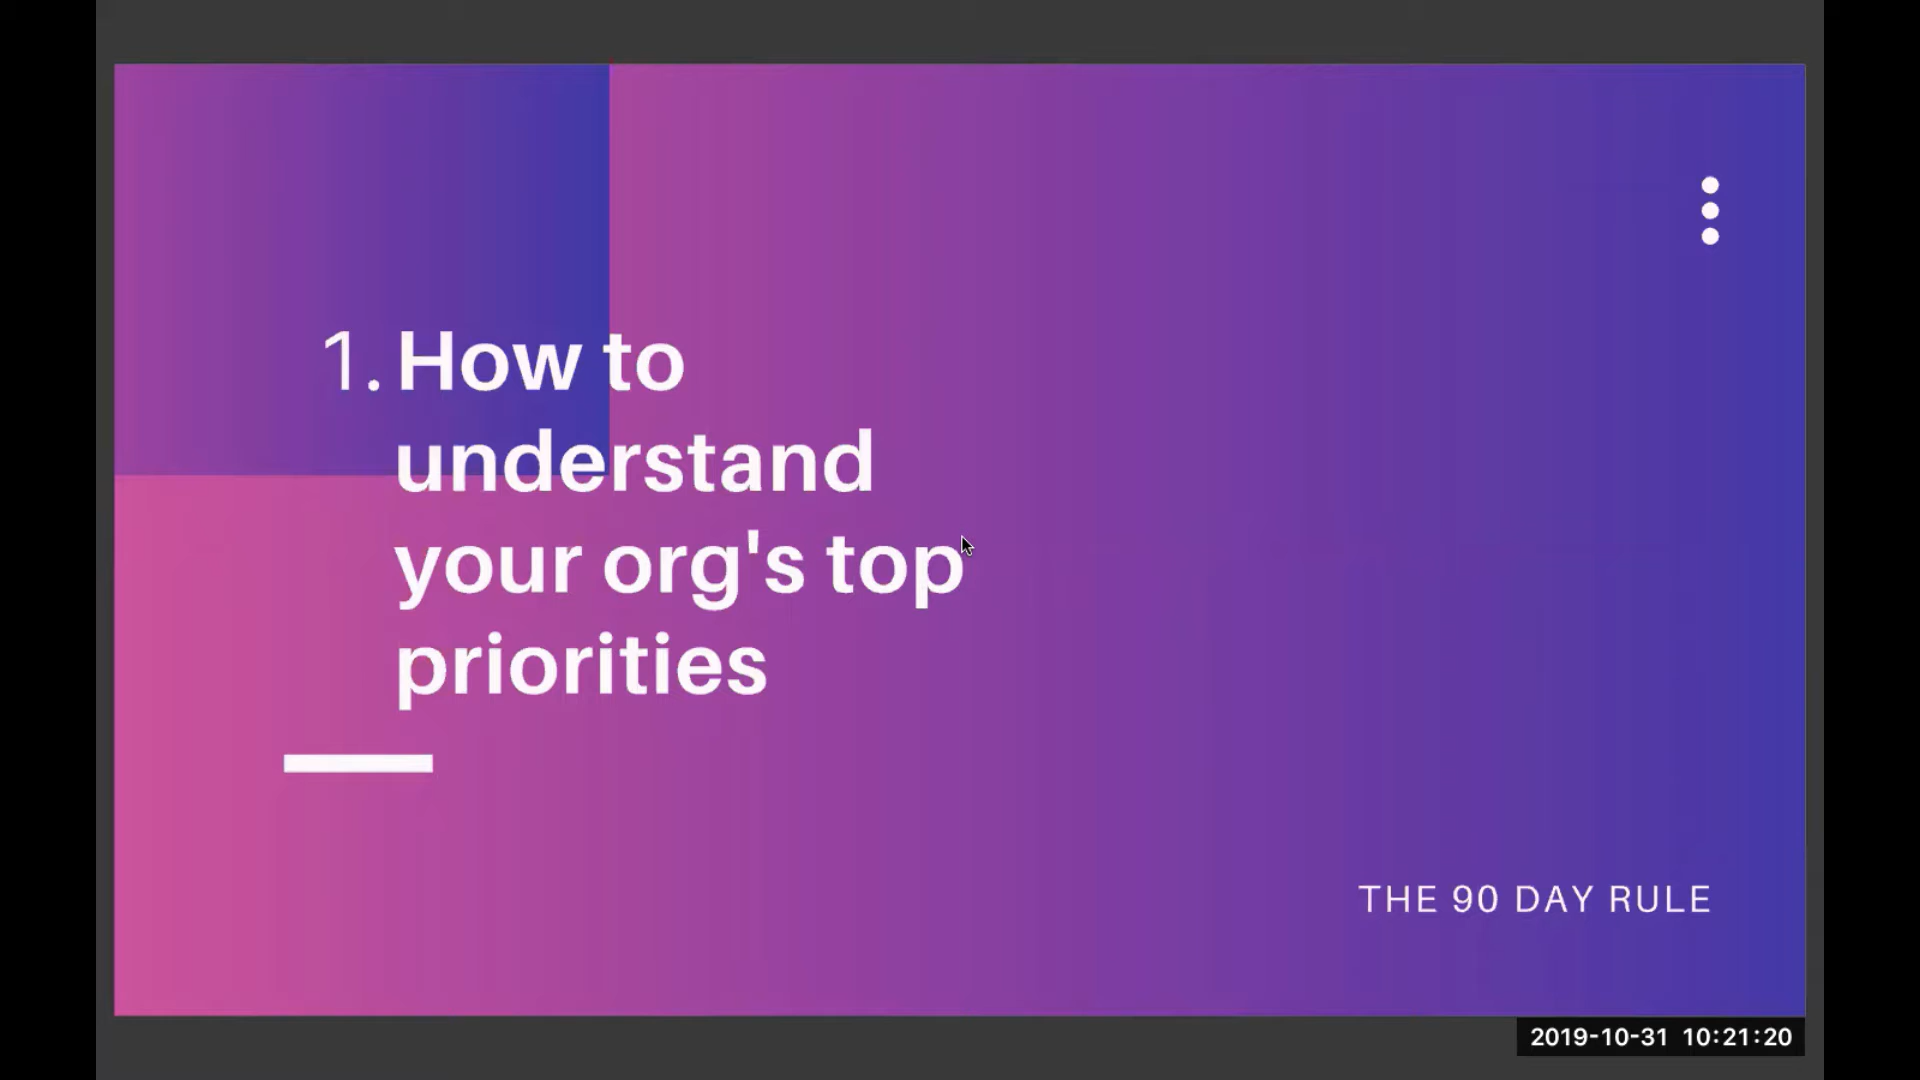 1. How to
understand
your org's top
priorities
THE 90 DAY RULE
2019-10-31 10:21:20